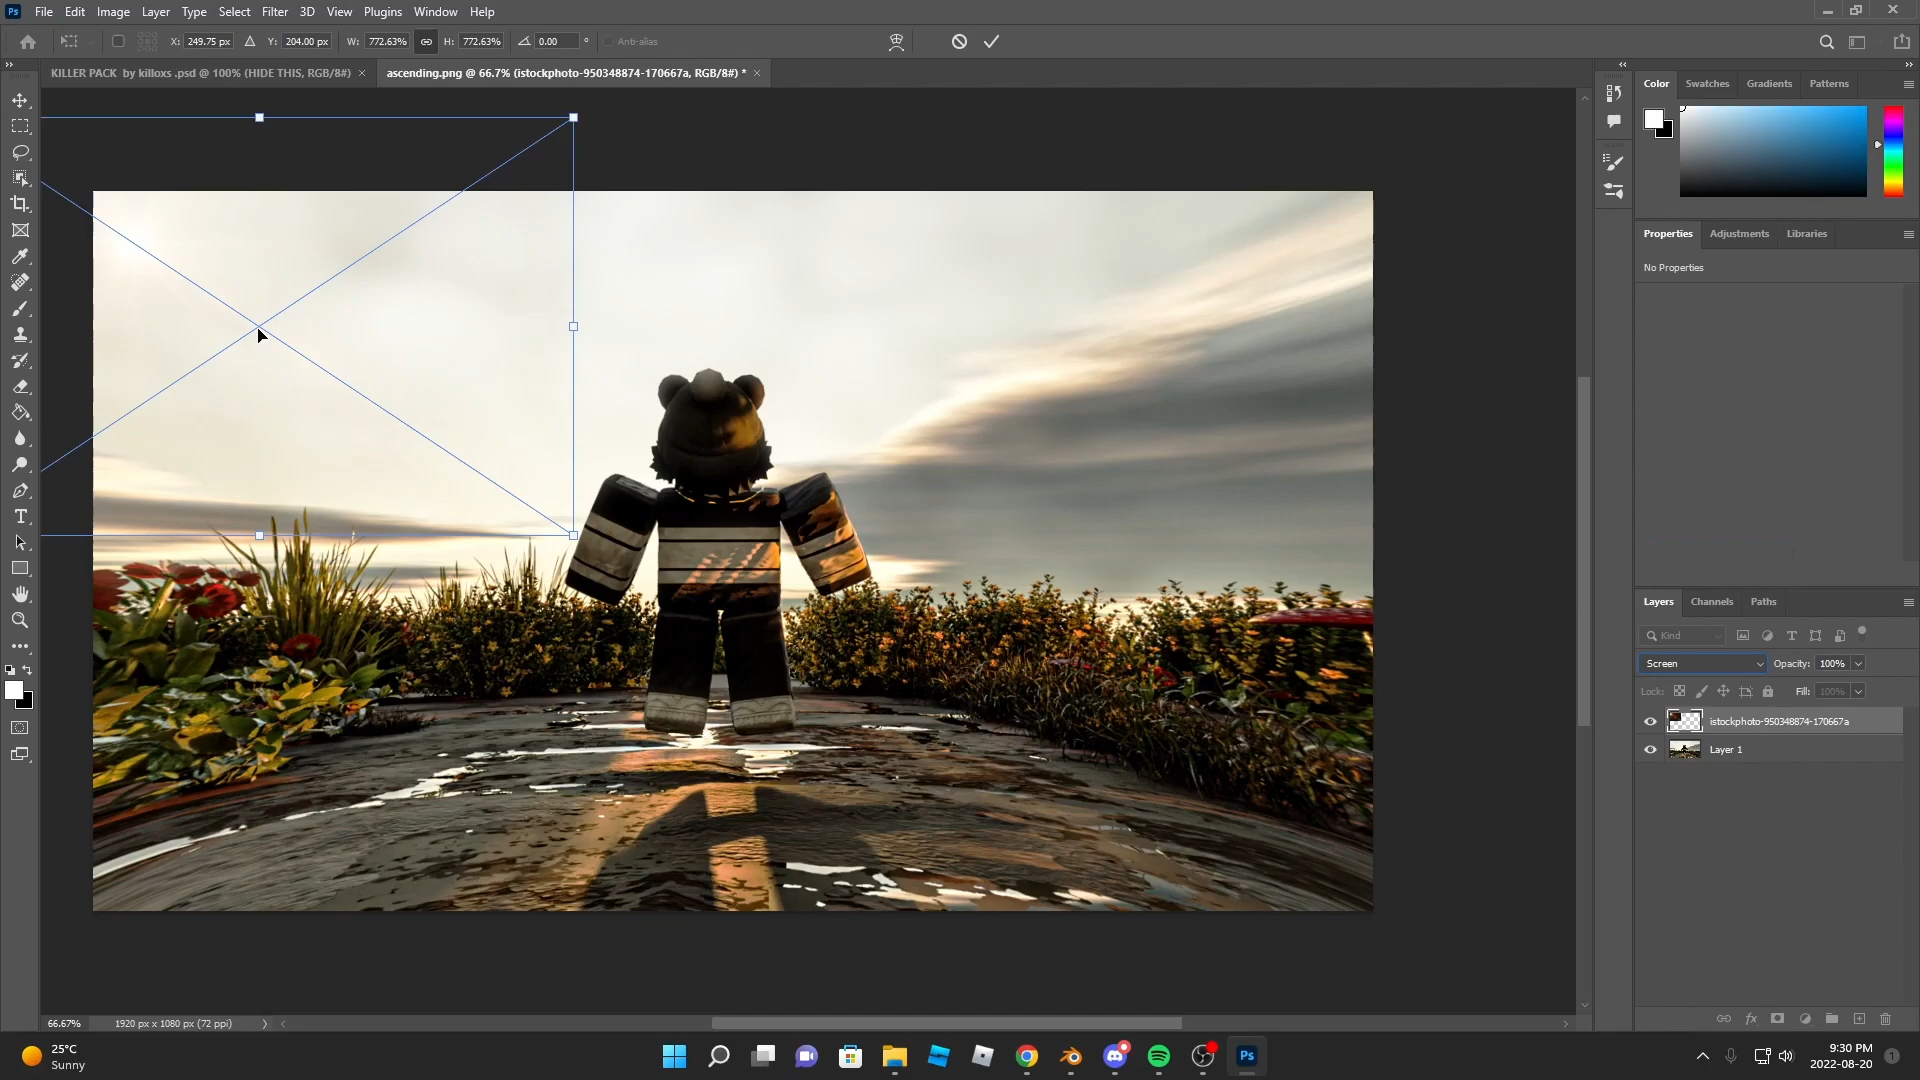 Ps File Edit Image Layer Type Select Filter 3D View Plugins Window Help
X: 249.75 px Y: 204.00 px W: 772.63% H: 772.63% 0.00 ° Anti-alias
KILLER PACK by killoxs .psd @ 100% (HIDE THIS, RGB/8#) × ascending.png @ 66.7% (istockphoto-950348874-170667a, RGB/8#) * ×
Color Swatches Gradients Patterns
Properties Adjustments Libraries
No Properties
Layers Channels Paths
Kind
Screen Opacity: 100%
Lock: Fill: 100%
istockphoto-950348874-170667a
Layer 1
66.67% 1920 px x 1080 px (72 ppi)
25°C
Sunny
Ps
9:30 PM
2022-08-20
1